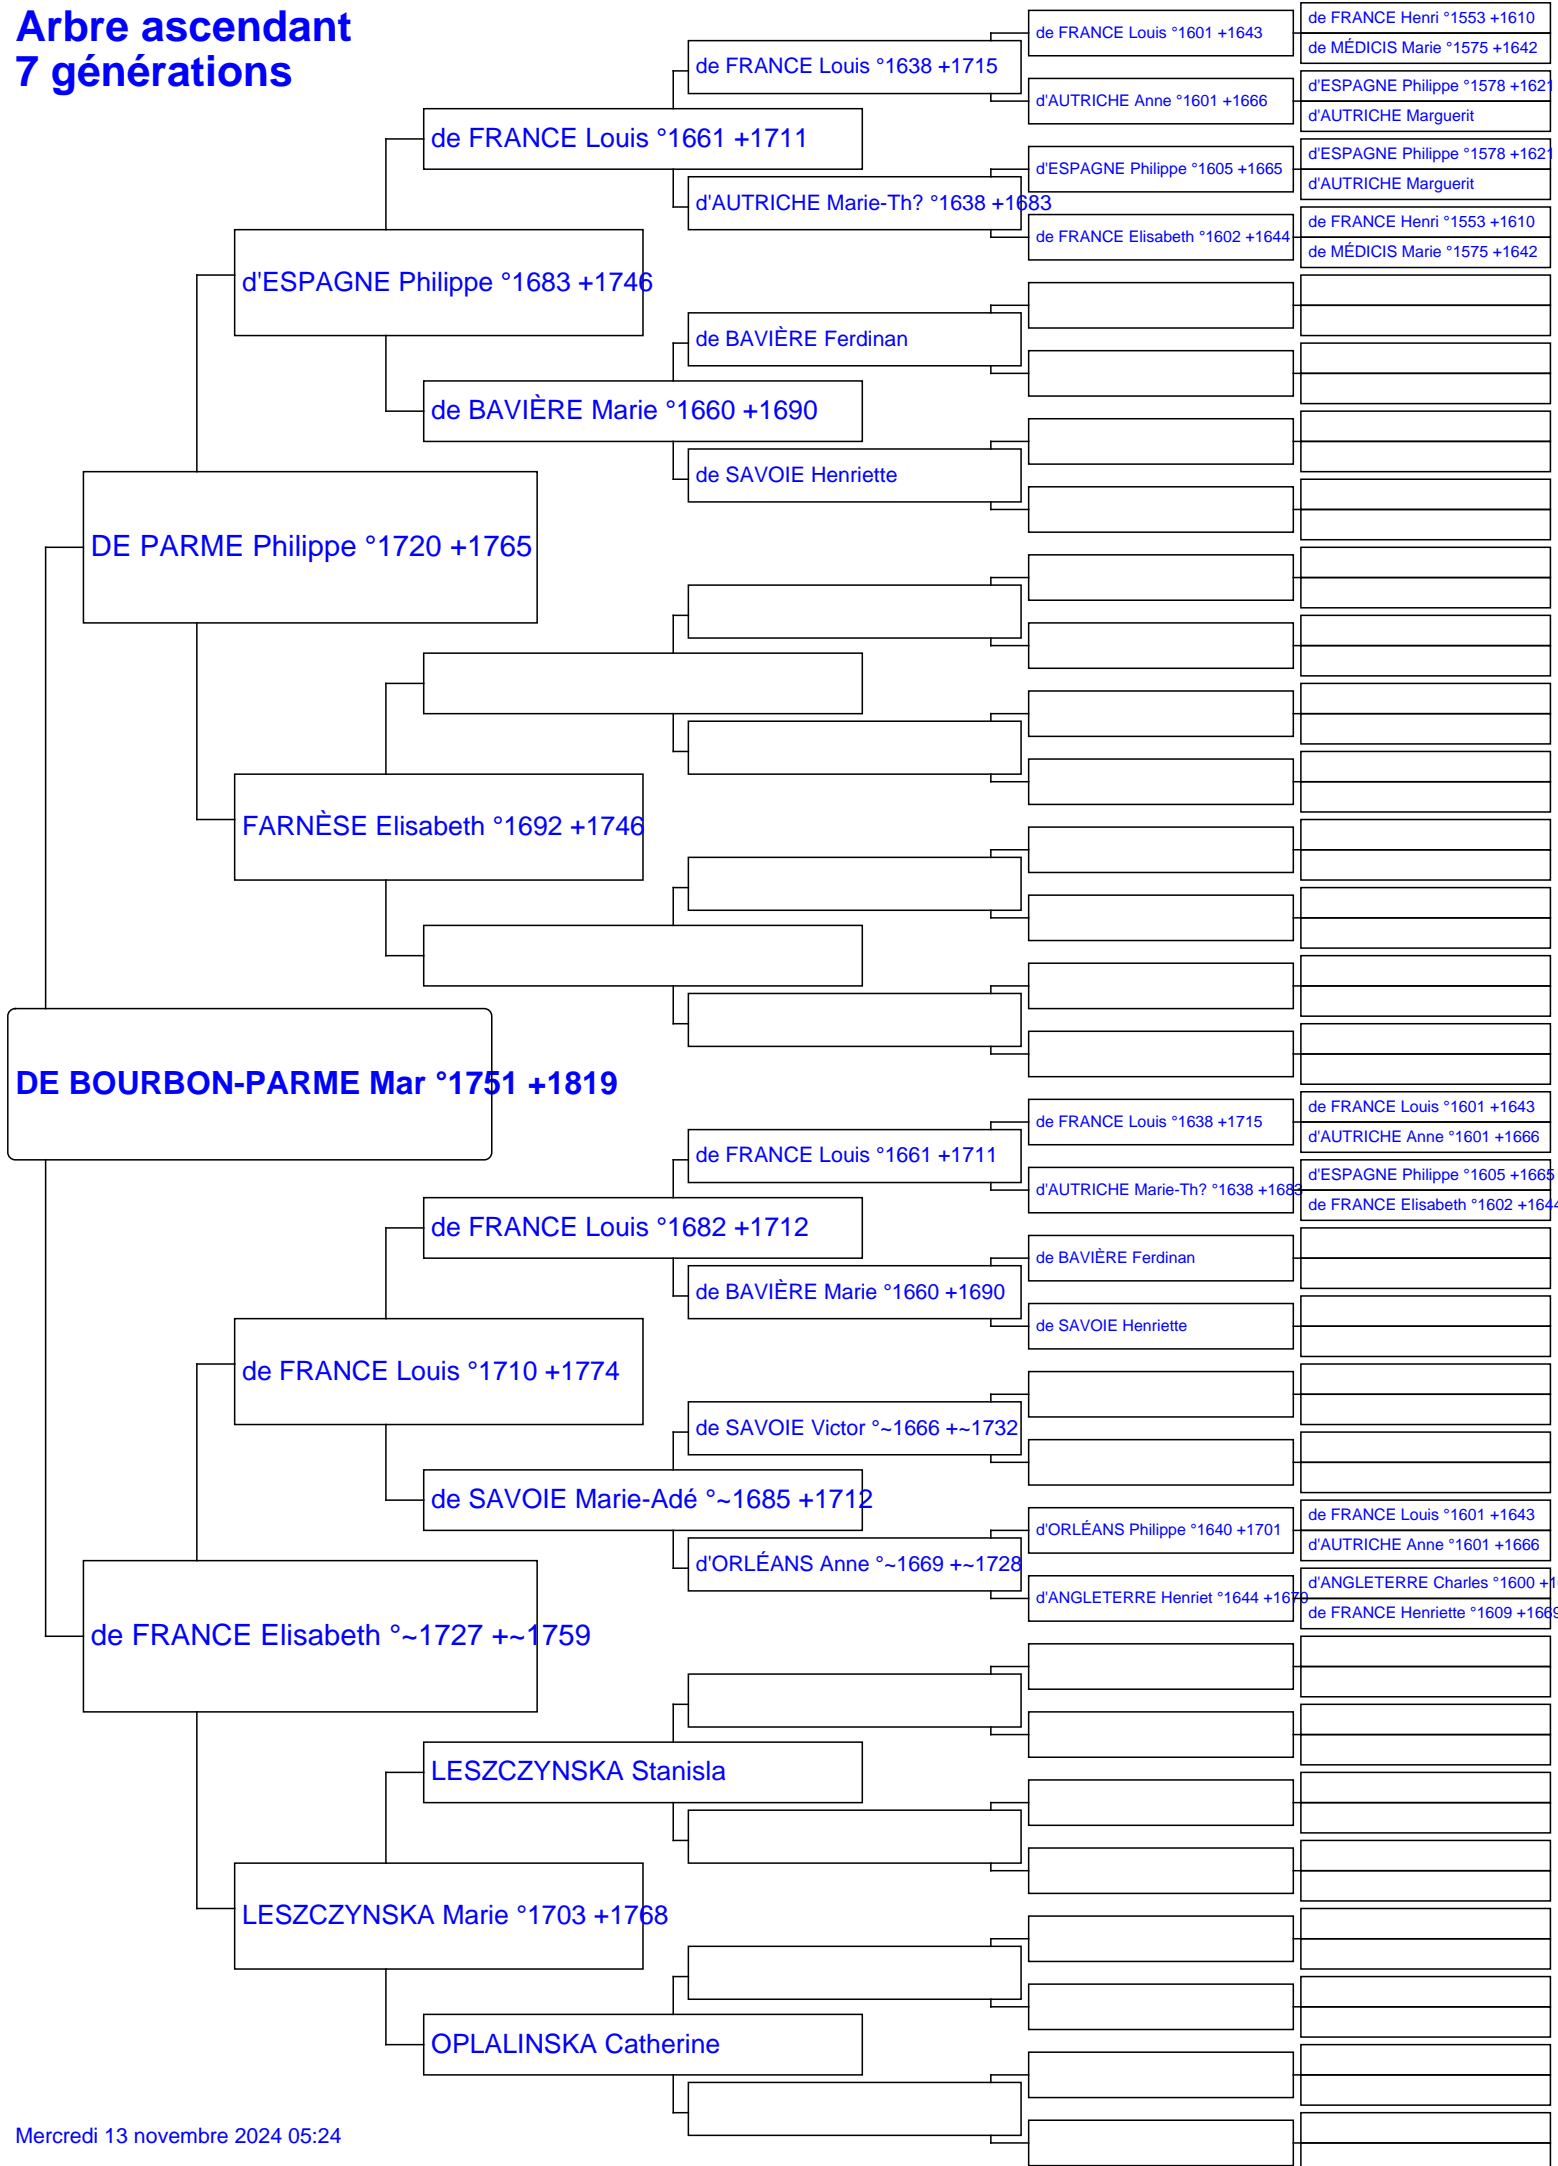 Arbre ascendant
7 générations
de FRANCE Henri °1553 +1610
de FRANCE Louis °1601 +1643
de MÉDICIS Marie °1575 +1642
de FRANCE Louis °1638 +1715
d'ESPAGNE Philippe °1578 +1621
d'AUTRICHE Anne °1601 +1666
d'AUTRICHE Marguerit
de FRANCE Louis °1661 +1711
d'ESPAGNE Philippe °1578 +1621
d'ESPAGNE Philippe °1605 +1665
d'AUTRICHE Marguerit
d'AUTRICHE Marie-Th? °1638 +1683
de FRANCE Henri °1553 +1610
de FRANCE Elisabeth °1602 +1644
de MÉDICIS Marie °1575 +1642
d'ESPAGNE Philippe °1683 +1746
de BAVIÈRE Ferdinan
de BAVIÈRE Marie °1660 +1690
de SAVOIE Henriette
DE PARME Philippe °1720 +1765
FARNÈSE Elisabeth °1692 +1746
DE BOURBON-PARME Mar °1751 +1819
de FRANCE Louis °1601 +1643
de FRANCE Louis °1638 +1715
d'AUTRICHE Anne °1601 +1666
de FRANCE Louis °1661 +1711
d'ESPAGNE Philippe °1605 +1665
d'AUTRICHE Marie-Th? °1638 +1683
de FRANCE Elisabeth °1602 +1644
de FRANCE Louis °1682 +1712
de BAVIÈRE Ferdinan
de BAVIÈRE Marie °1660 +1690
de SAVOIE Henriette
de FRANCE Louis °1710 +1774
de SAVOIE Victor °~1666 +~1732
de SAVOIE Marie-Adé °~1685 +1712
de FRANCE Louis °1601 +1643
d'ORLÉANS Philippe °1640 +1701
d'AUTRICHE Anne °1601 +1666
d'ORLÉANS Anne °~1669 +~1728
d'ANGLETERRE Charles °1600
d'ANGLETERRE Henriet °1644 +1670
de FRANCE Henriette °1609 +1669
de FRANCE Elisabeth °~1727 +~1759
LESZCZYNSKA Stanisla
LESZCZYNSKA Marie °1703 +1768
OPLALINSKA Catherine
Mercredi 13 novembre 2024 05:24